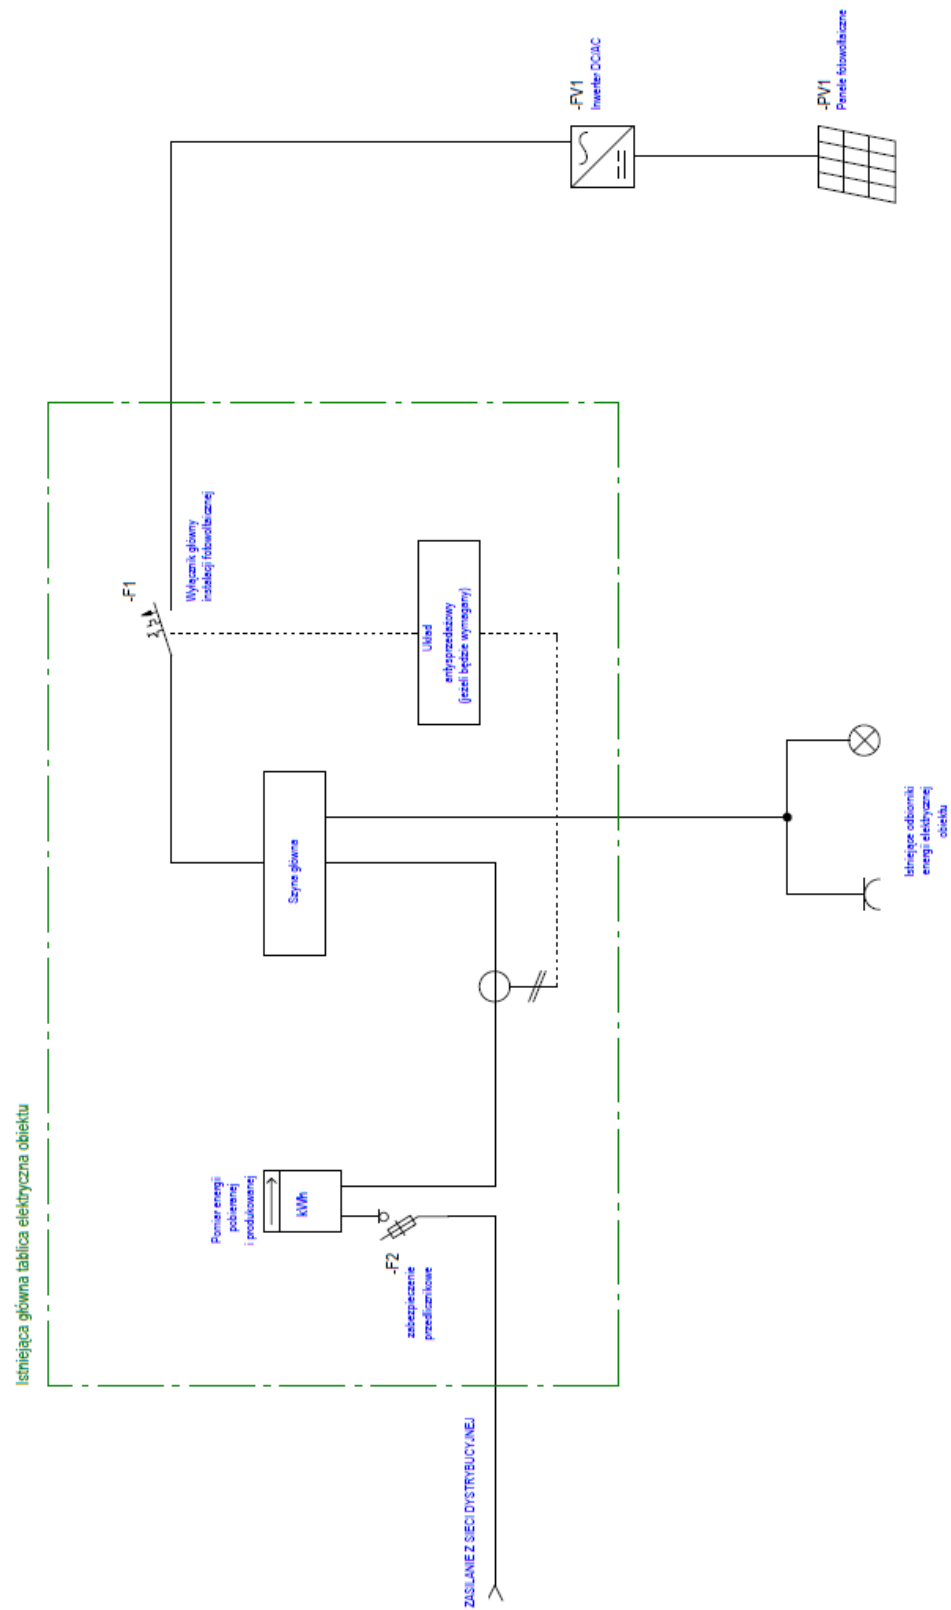 Istniejąca główna tablica elektryczna obiektu
ZASILANIE Z SIECI DYSTRYBUCYJNEJ
Pomiar energii
pobieranej
i produkowanej
kWh
-F2
zabezpieczenie
przedlicznikowe
Szyna główna
-F1
Wyłącznik główny
instalacji fotowoltaicznej
Układ
antysprzedażowy
(jeżeli będzie wymagany)
Istniejące odbiorniki
energii elektrycznej
obiektu
-FV1
Inwerter DC/AC
-PV1
Panele fotowoltaiczne